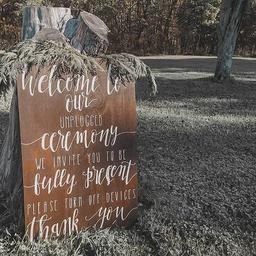 Welcome to
our
UNPLUGGED
ceremony
WE INVITE YOU TO BE
fully present
PLEASE TURN OFF DEVICES
thank you